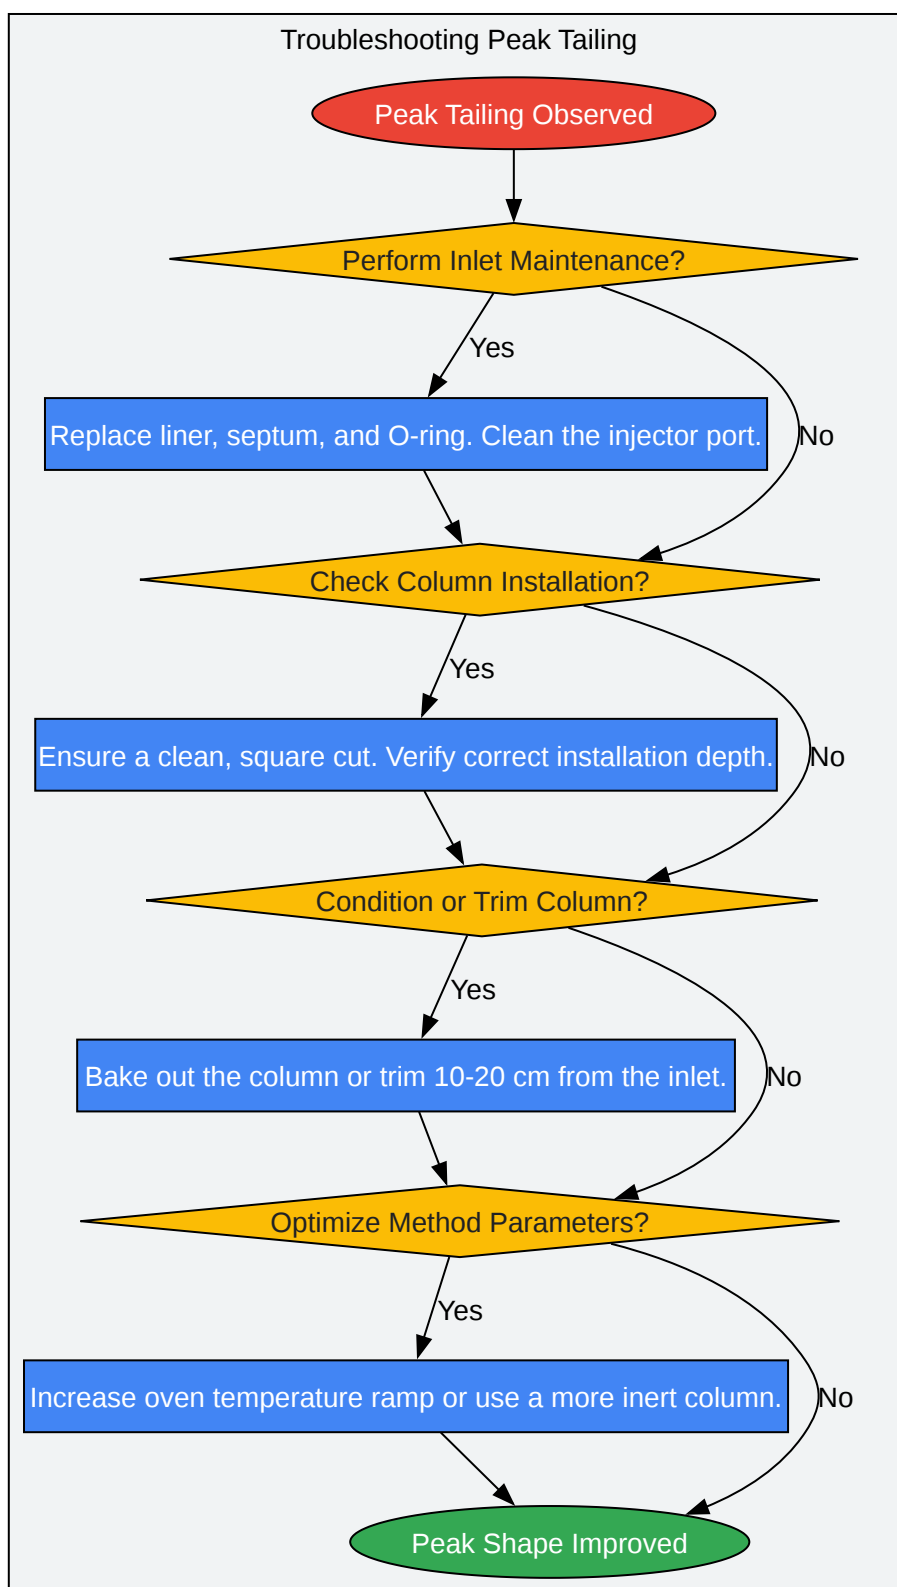 Troubleshooting Peak Tailing
Peak Tailing Observed
Perform Inlet Maintenance?
Yes
Replace liner, septum, and O-ring. Clean the injector port.
No
Check Column Installation?
Yes
Ensure a clean, square cut. Verify correct installation depth.
No
Condition or Trim Column?
Yes
Bake out the column or trim 10-20 cm from the inlet.
No
Optimize Method Parameters?
Yes
Increase oven temperature ramp or use a more inert column.
No
Peak Shape Improved